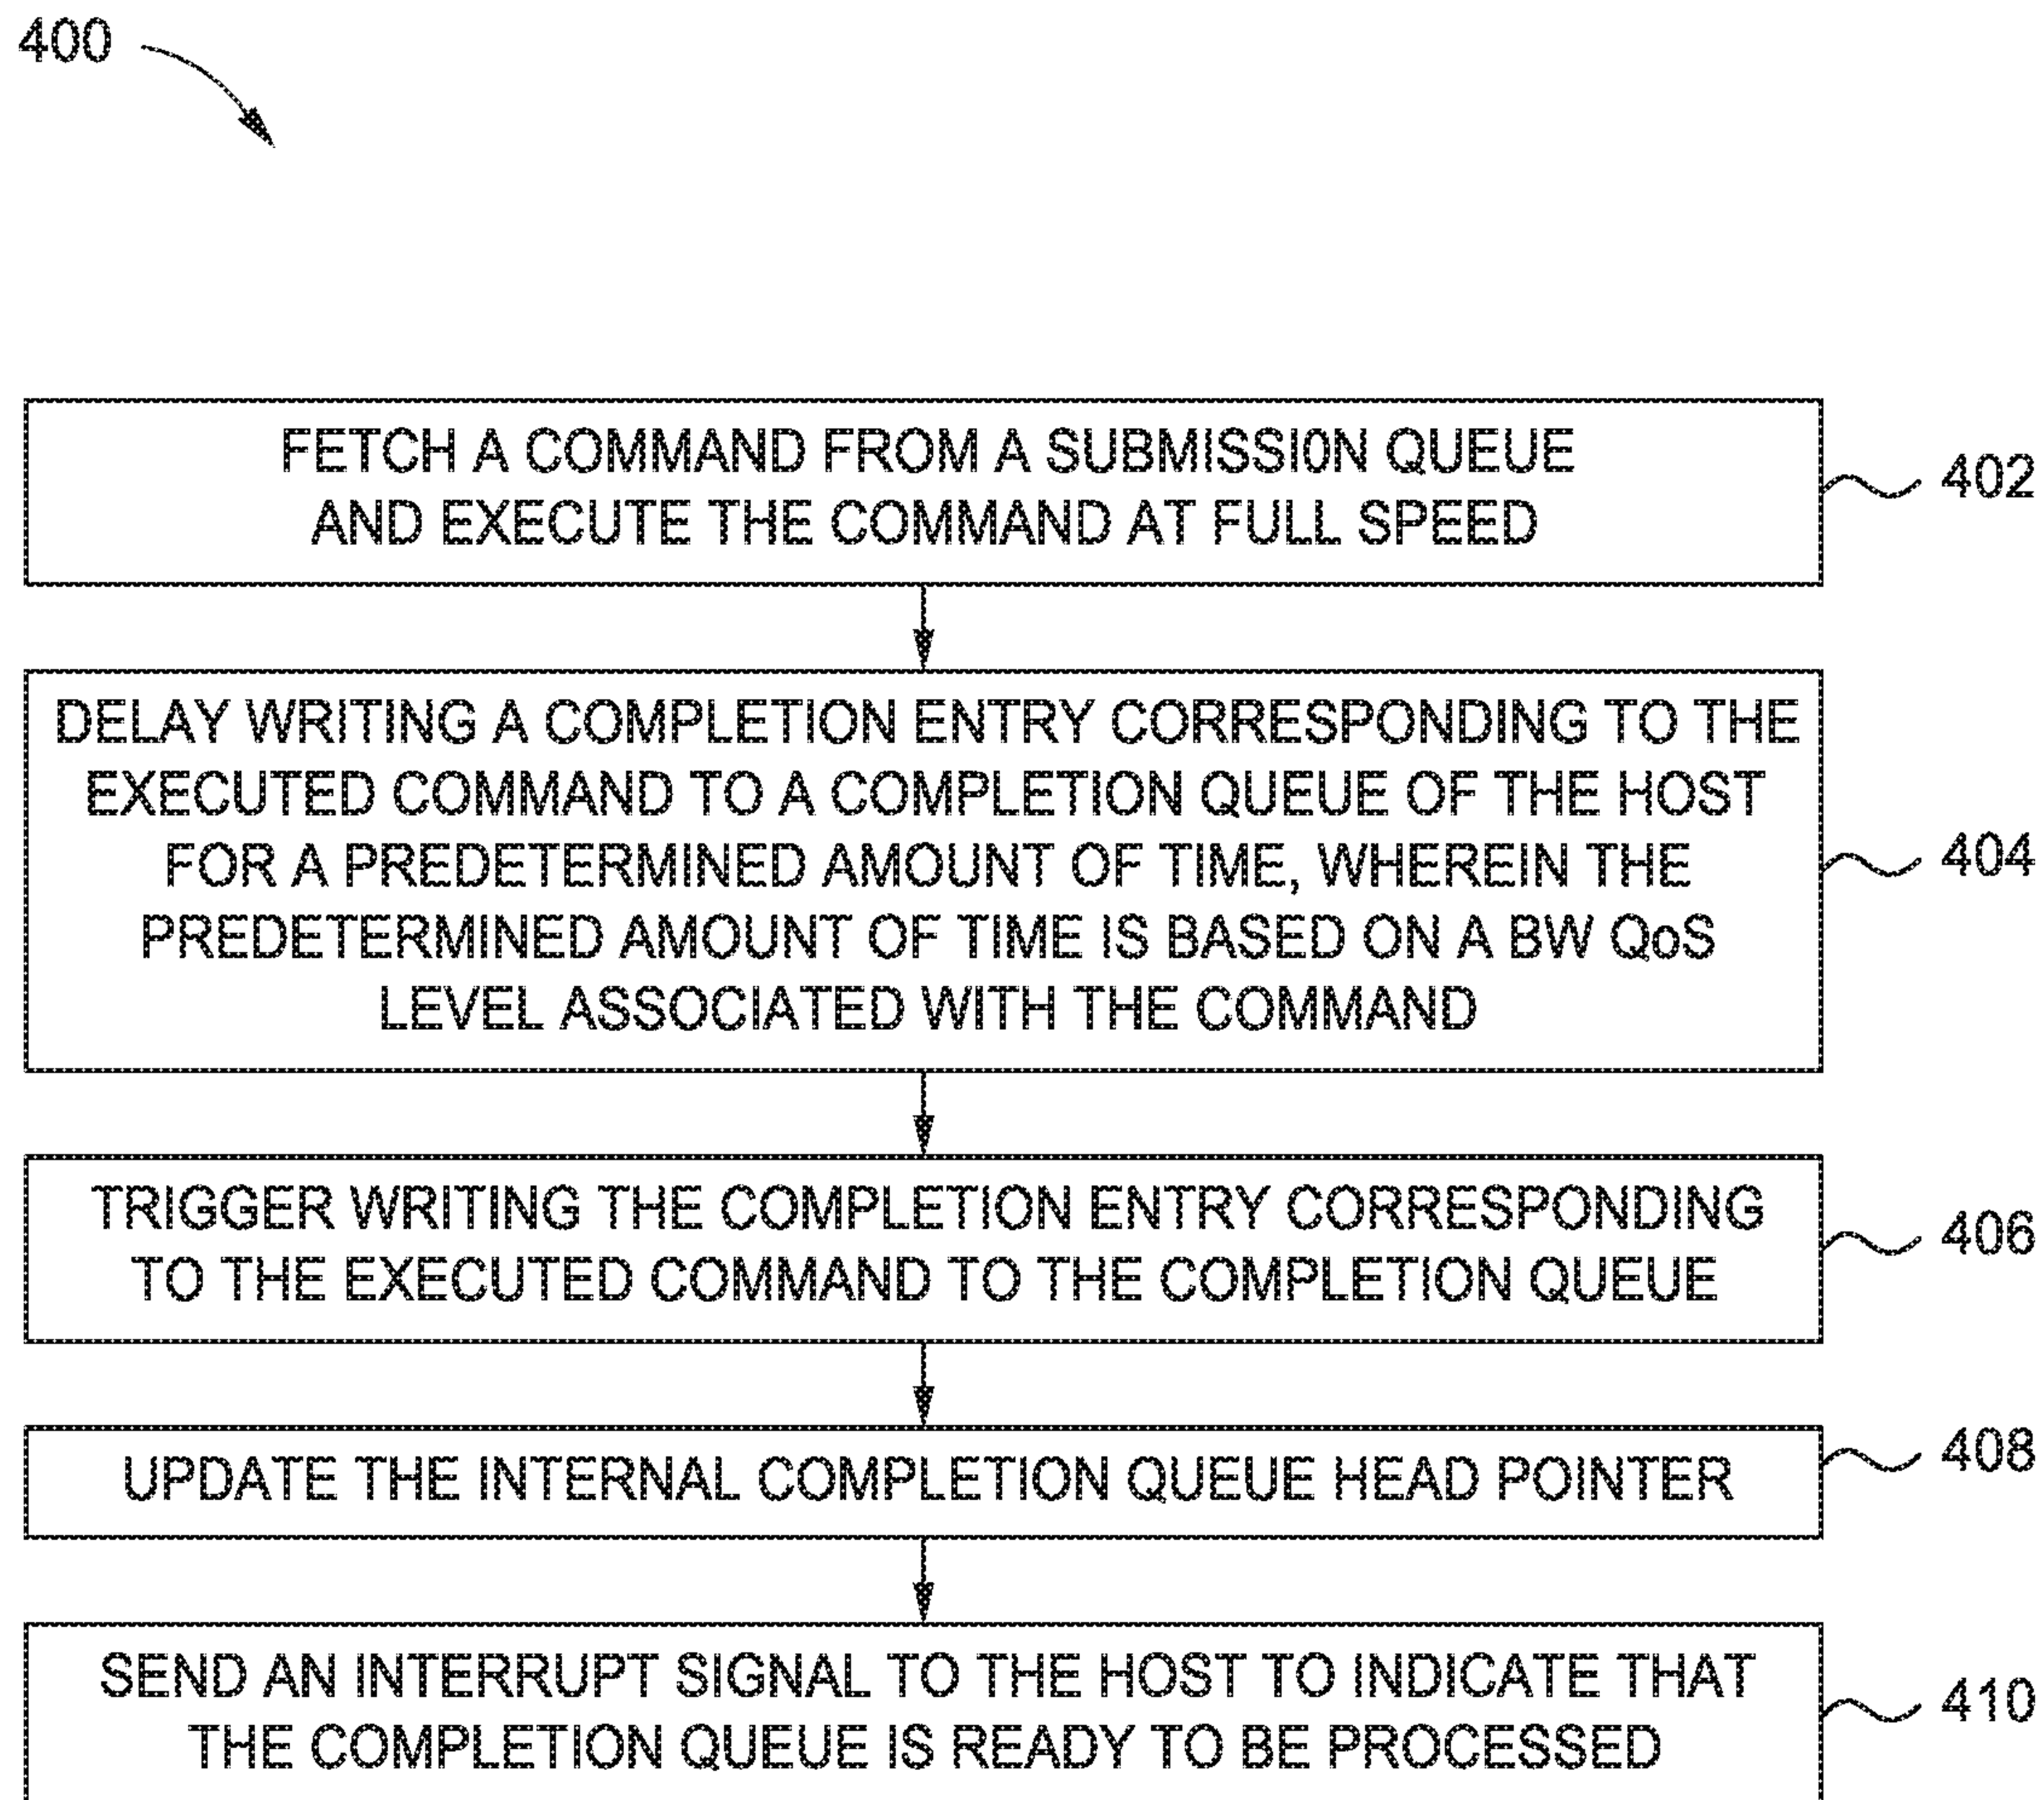 400
FETCH A COMMAND FROM A SUBMISSION QUEUE
AND EXECUTE THE COMMAND AT FULL SPEED
402
DELAY WRITING A COMPLETION ENTRY CORRESPONDING TO THE
EXECUTED COMMAND TO A COMPLETION QUEUE OF THE HOST
FOR A PREDETERMINED AMOUNT OF TIME, WHEREIN THE
PREDETERMINED AMOUNT OF TIME IS BASED ON A BW QoS
LEVEL ASSOCIATED WITH THE COMMAND
404
TRIGGER WRITING THE COMPLETION ENTRY CORRESPONDING
TO THE EXECUTED COMMAND TO THE COMPLETION QUEUE
406
UPDATE THE INTERNAL COMPLETION QUEUE HEAD POINTER
408
SEND AN INTERRUPT SIGNAL TO THE HOST TO INDICATE THAT
THE COMPLETION QUEUE IS READY TO BE PROCESSED
410